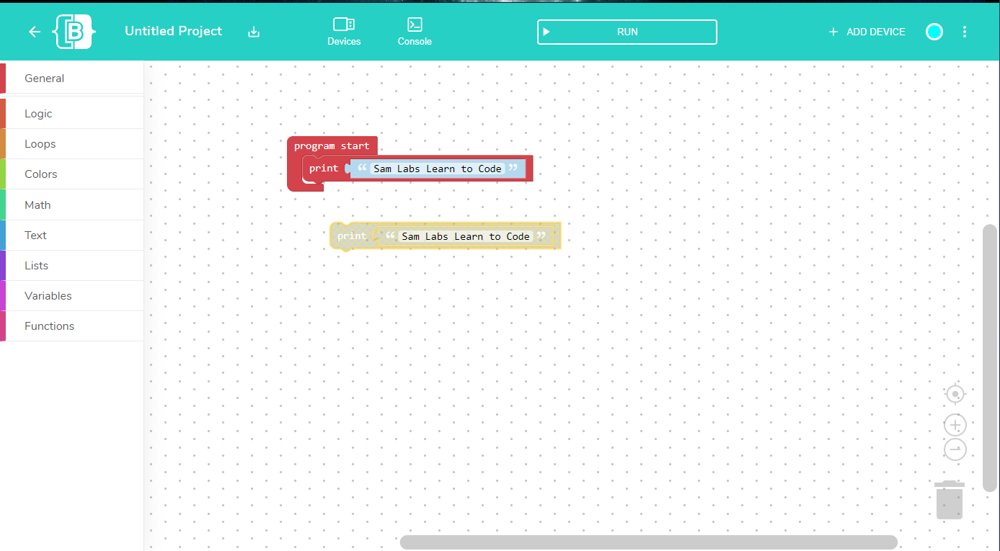 B
Untitled Project
Devices
Console
RUN
ADD DEVICE
General
Logic
Loops
Colors
Math
Text
Lists
Variables
Functions
program start
print “ Sam Labs Learn to Code ”
print “ Sam Labs Learn to Code ”